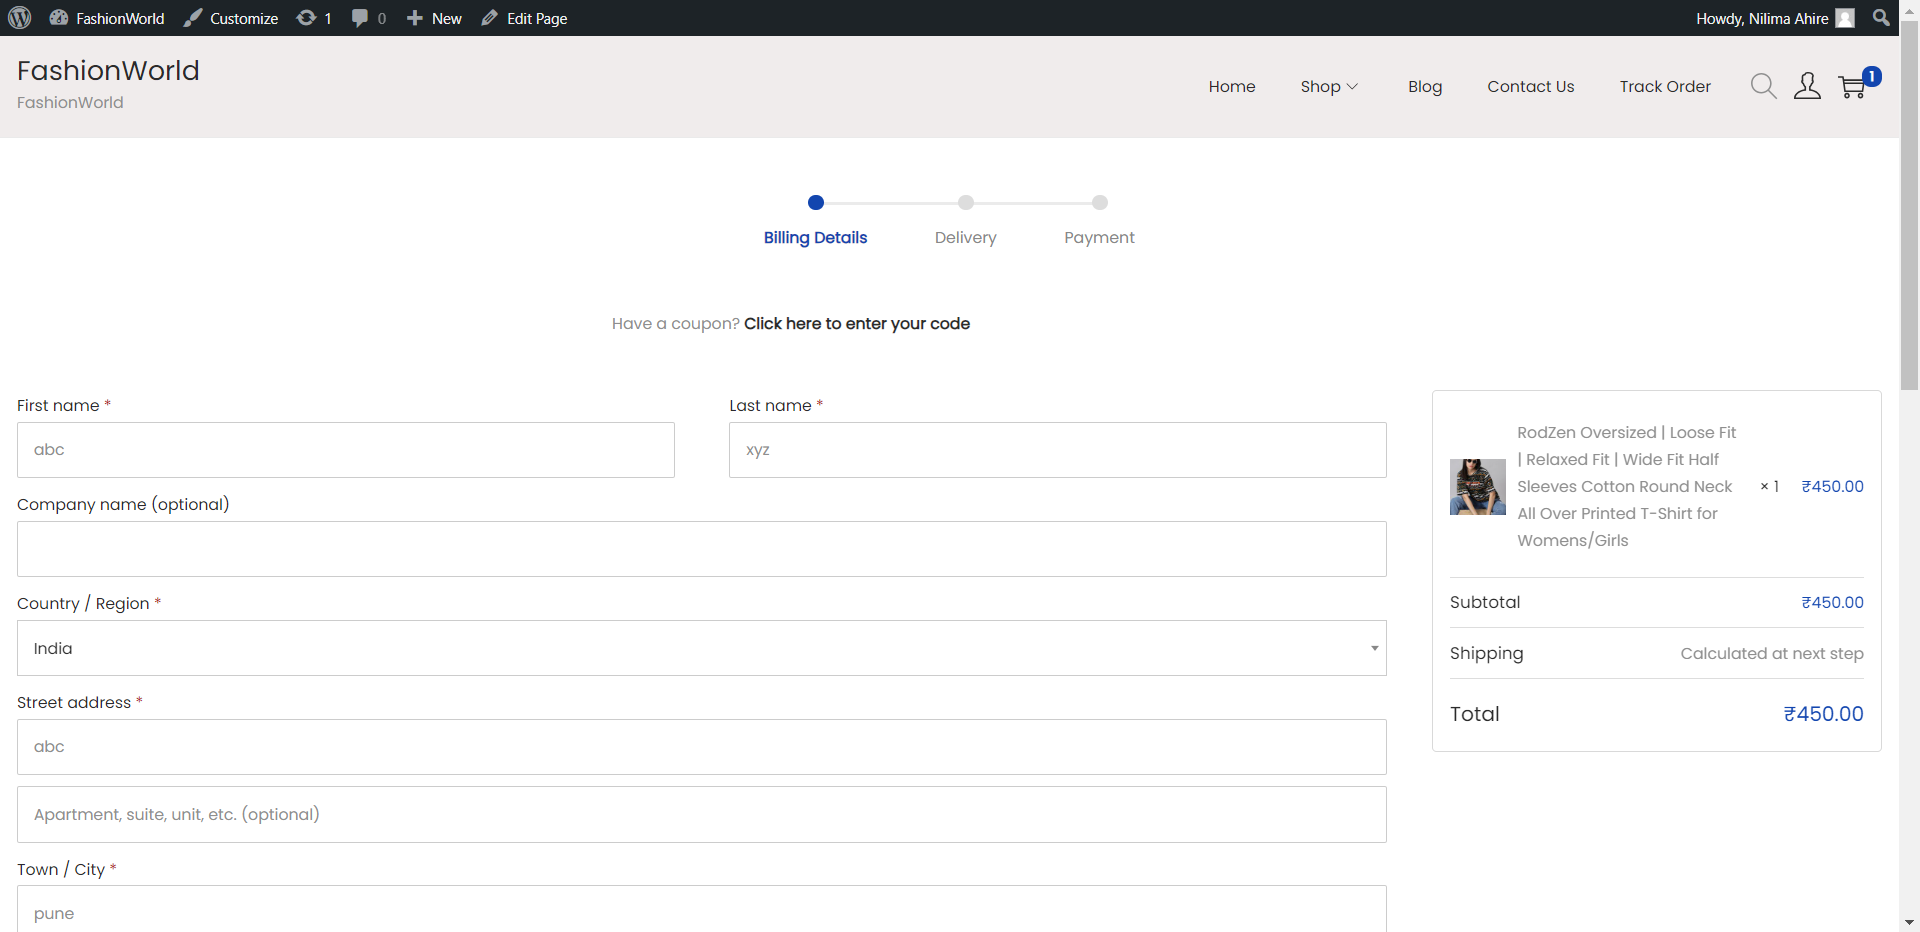 FashionWorld Customize 1 0 New Edit Page Howdy, Nilima Ahire
FashionWorld
FashionWorld
Home Shop Blog Contact Us Track Order 1
Billing Details Delivery Payment
Have a coupon? Click here to enter your code
First name * Last name *
abc xyz
Company name (optional)
Country / Region *
India
Street address *
abc
Apartment, suite, unit, etc. (optional)
Town / City *
pune
RodZen Oversized | Loose Fit
| Relaxed Fit | Wide Fit Half
Sleeves Cotton Round Neck × 1 ₹450.00
All Over Printed T-Shirt for
Womens/Girls
Subtotal ₹450.00
Shipping Calculated at next step
Total ₹450.00